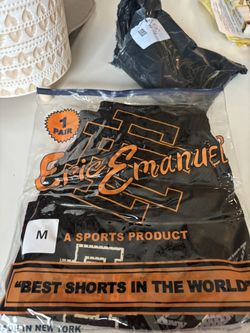 1
PAIR
Eric Emanuel
M
A SPORTS PRODUCT
"BEST SHORTS IN THE WORLD"
IN NEW YORK